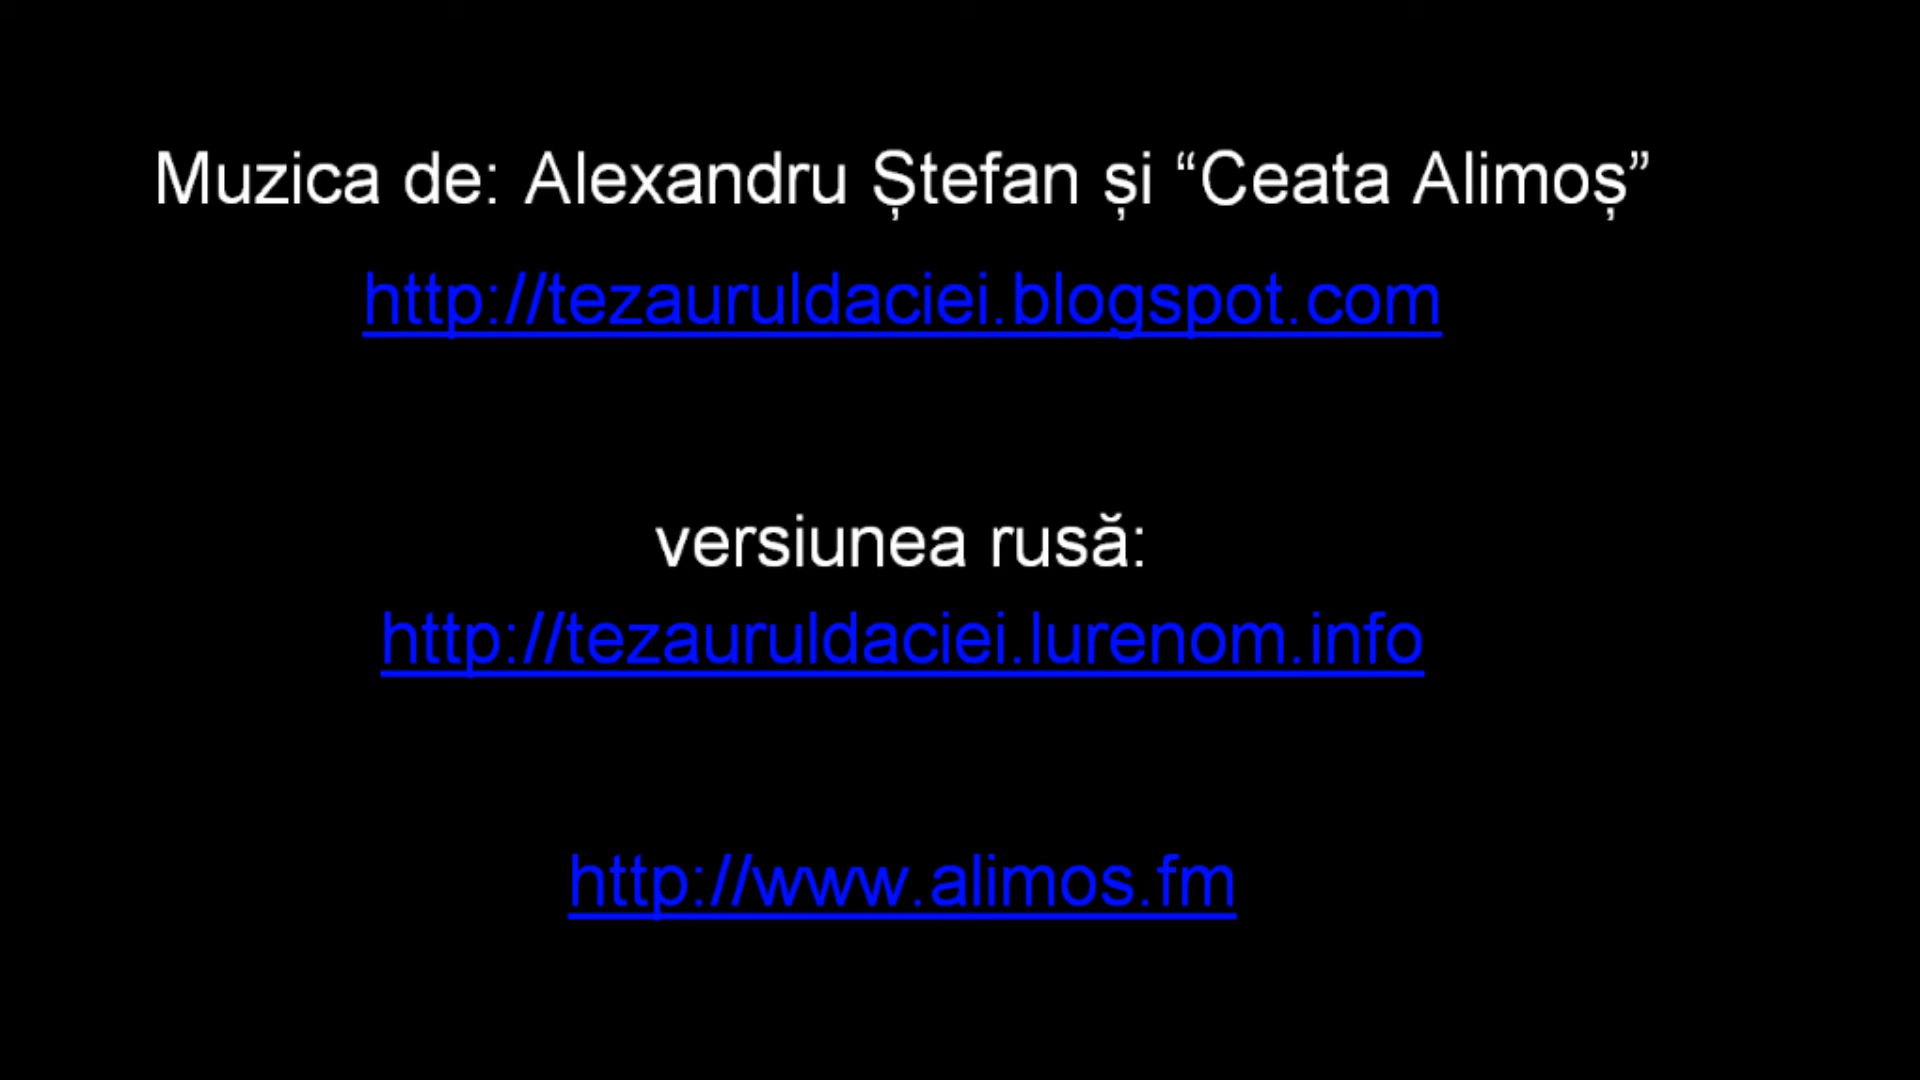 Muzica de: Alexandru Ștefan și “Ceata Alimoș”
http://tezauruldaciei.blogspot.com
versiunea rusă:
http://tezauruldaciei.lurenom.info
http://www.alimos.fm